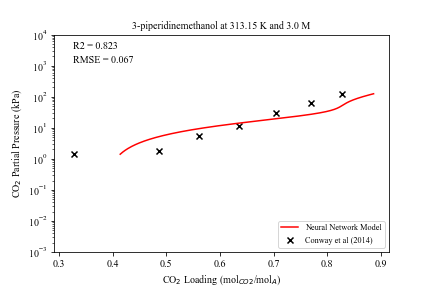 3-piperidinemethanol at 313.15 K and 3.0 M
R2 = 0.823
RMSE = 0.067
CO2 Partial Pressure (kPa)
10^4
10^3
10^2
10^1
10^0
10^−1
10^−2
10^−3
0.3 0.4 0.5 0.6 0.7 0.8 0.9
CO2 Loading (molCO2/molA)
Neural Network Model
Conway et al (2014)